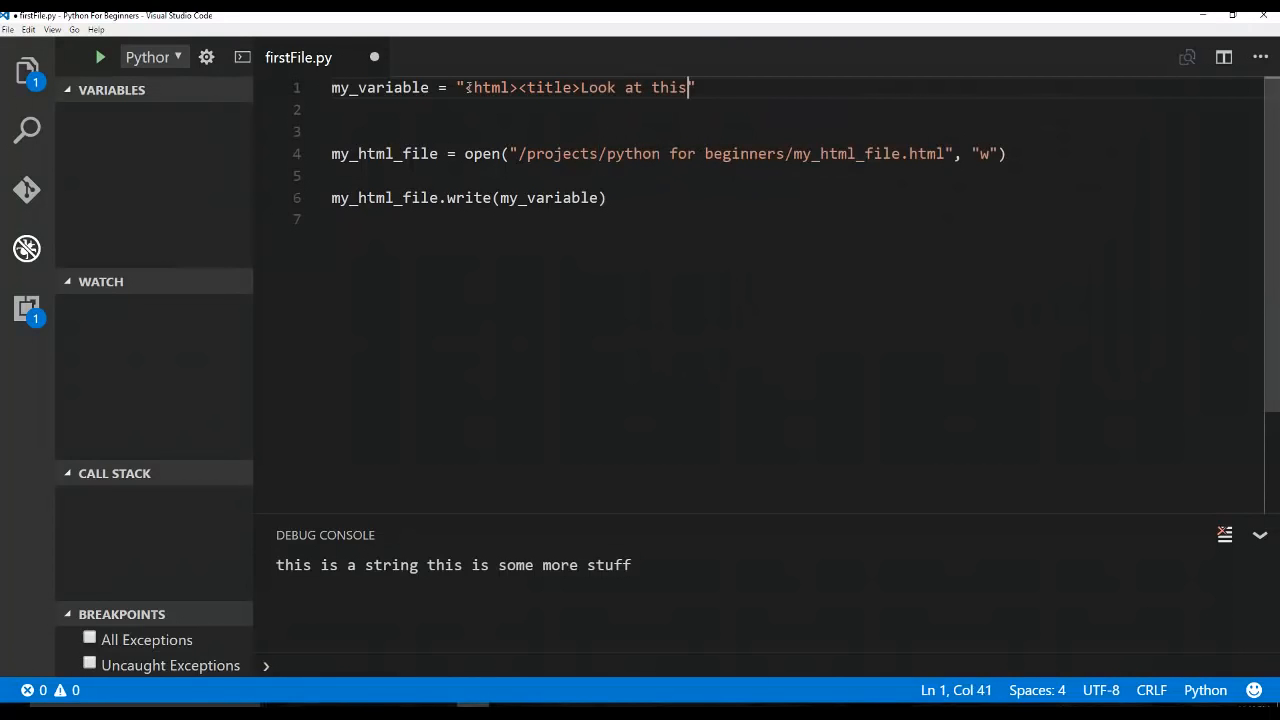 ● firstFile.py - Python For Beginners - Visual Studio Code
File Edit View Go Help
Python
firstFile.py
1
VARIABLES
1 my_variable = "<html><title>Look at this"
2
3
4 my_html_file = open("/projects/python for beginners/my_html_file.html", "w")
5
6 my_html_file.write(my_variable)
7
WATCH
1
CALL STACK
DEBUG CONSOLE
this is a string this is some more stuff
BREAKPOINTS
All Exceptions
Uncaught Exceptions
0 0 Ln 1, Col 41 Spaces: 4 UTF-8 CRLF Python